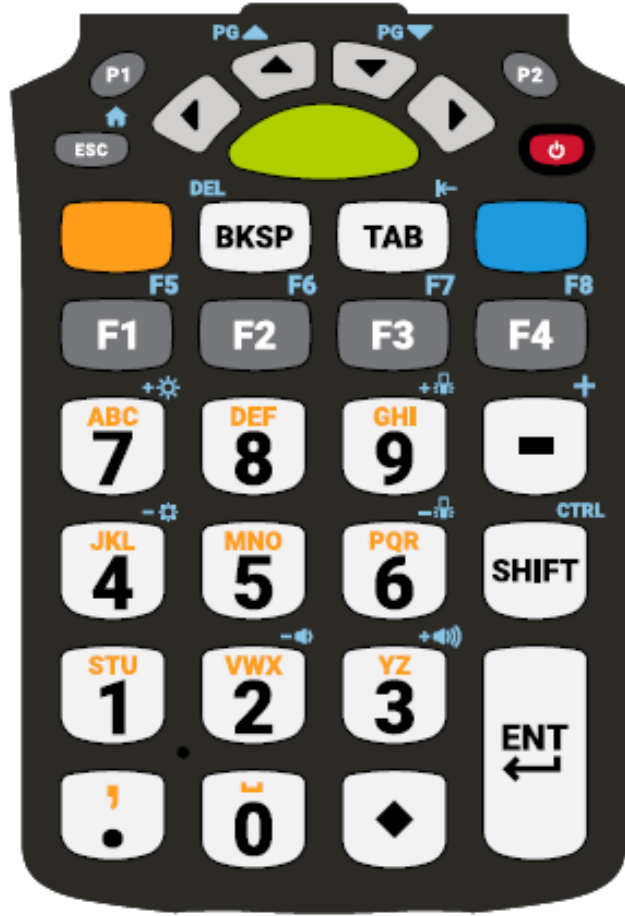 PG PG
P1 P2
ESC
DEL
BKSP TAB
F5 F6 F7 F8
F1 F2 F3 F4
+ + +
ABC DEF GHI
7 8 9 -
- - CTRL
JKL MNO PQR
4 5 6 SHIFT
- +
STU VWX YZ
1 2 3
ENT
,
. 0